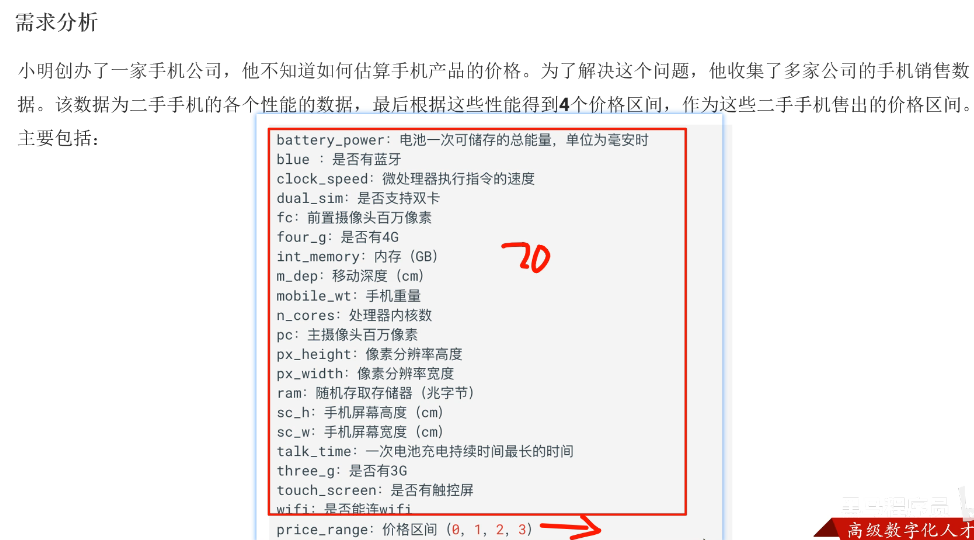 需求分析
小明创办了一家手机公司，他不知道如何估算手机产品的价格。为了解决这个问题，他收集了多家公司的手机销售数
据。该数据为二手手机的各个性能的数据，最后根据这些性能得到4个价格区间，作为这些二手手机售出的价格区间。
主要包括：
battery_power：电池一次可储存的总能量，单位为毫安时
blue ：是否有蓝牙
clock_speed：微处理器执行指令的速度
dual_sim：是否支持双卡
fc：前置摄像头百万像素
four_g：是否有4G
20
int_memory：内存（GB）
m_dep：移动深度（cm）
mobile_wt：手机重量
n_cores：处理器内核数
pc：主摄像头百万像素
px_height：像素分辨率高度
px_width：像素分辨率宽度
ram：随机存取存储器（兆字节）
sc_h：手机屏幕高度（cm）
sc_w：手机屏幕宽度（cm）
talk_time：一次电池充电持续时间最长的时间
three_g：是否有3G
touch_screen：是否有触控屏
wifi：是否能连wifi
price_range：价格区间（0，1，2，3）
高级数字化人才